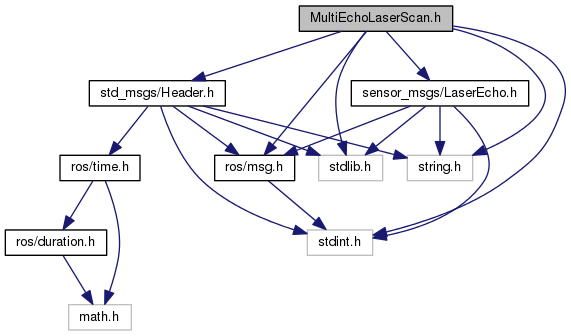 MultiEchoLaserScan.h
std_msgs/Header.h
sensor_msgs/LaserEcho.h
ros/time.h
ros/msg.h
stdlib.h
string.h
ros/duration.h
stdint.h
math.h